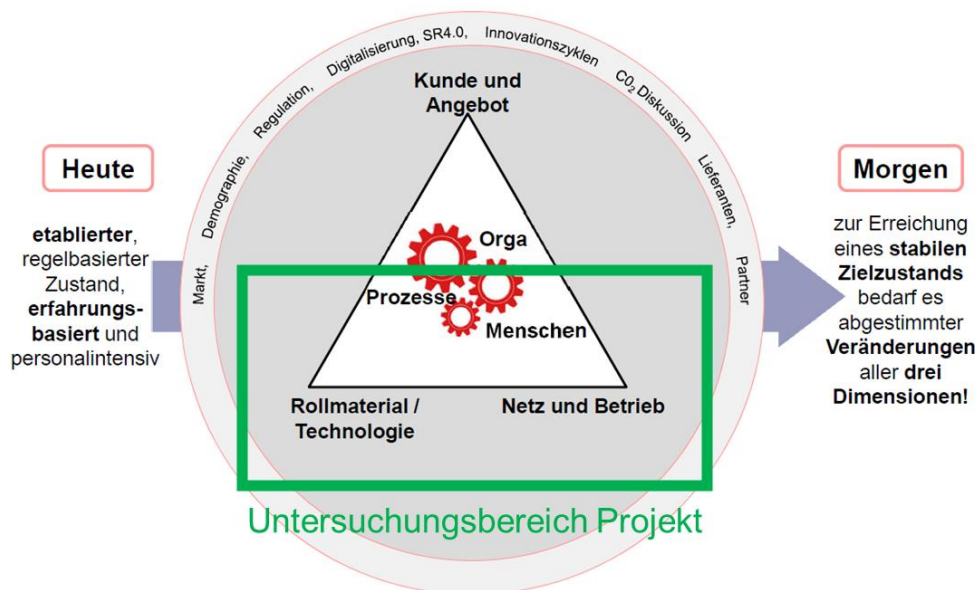 Markt,
Demographie,
Regulation,
Digitalisierung, SR4.0,
Innovationszyklen
C0₂ Diskussion
Lieferanten,
Partner
Kunde und
Angebot
Heute
etablierter,
regelbasierter
Zustand,
erfahrungs-
basiert und
personalintensiv
Orga
Prozesse
Menschen
Rollmaterial /
Technologie
Netz und Betrieb
Untersuchungsbereich Projekt
Morgen
zur Erreichung
eines stabilen
Zielzustands
bedarf es
abgestimmter
Veränderungen
aller drei
Dimensionen!